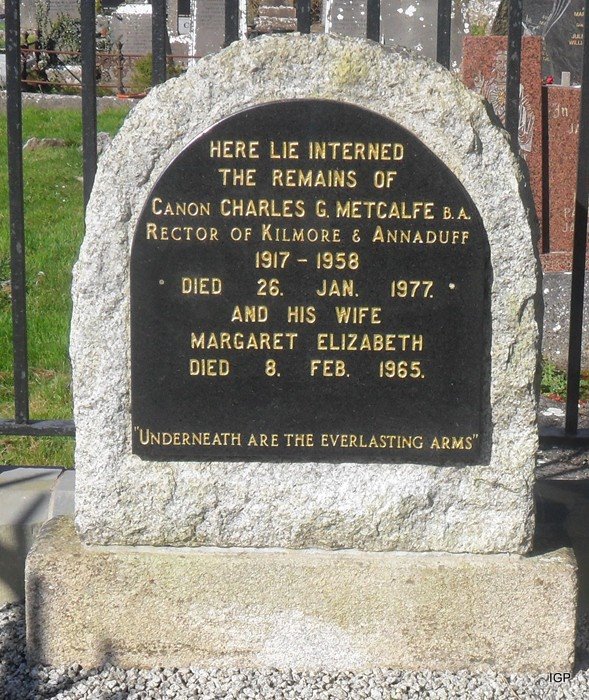 HERE LIE INTERNED
THE REMAINS OF
CANON CHARLES G. METCALFE B.A.
RECTOR OF KILMORE & ANNADUFF
1917 - 1958
DIED 26. JAN. 1977.
AND HIS WIFE
MARGARET ELIZABETH
DIED 8. FEB. 1965.
"UNDERNEATH ARE THE EVERLASTING ARMS"
IGP